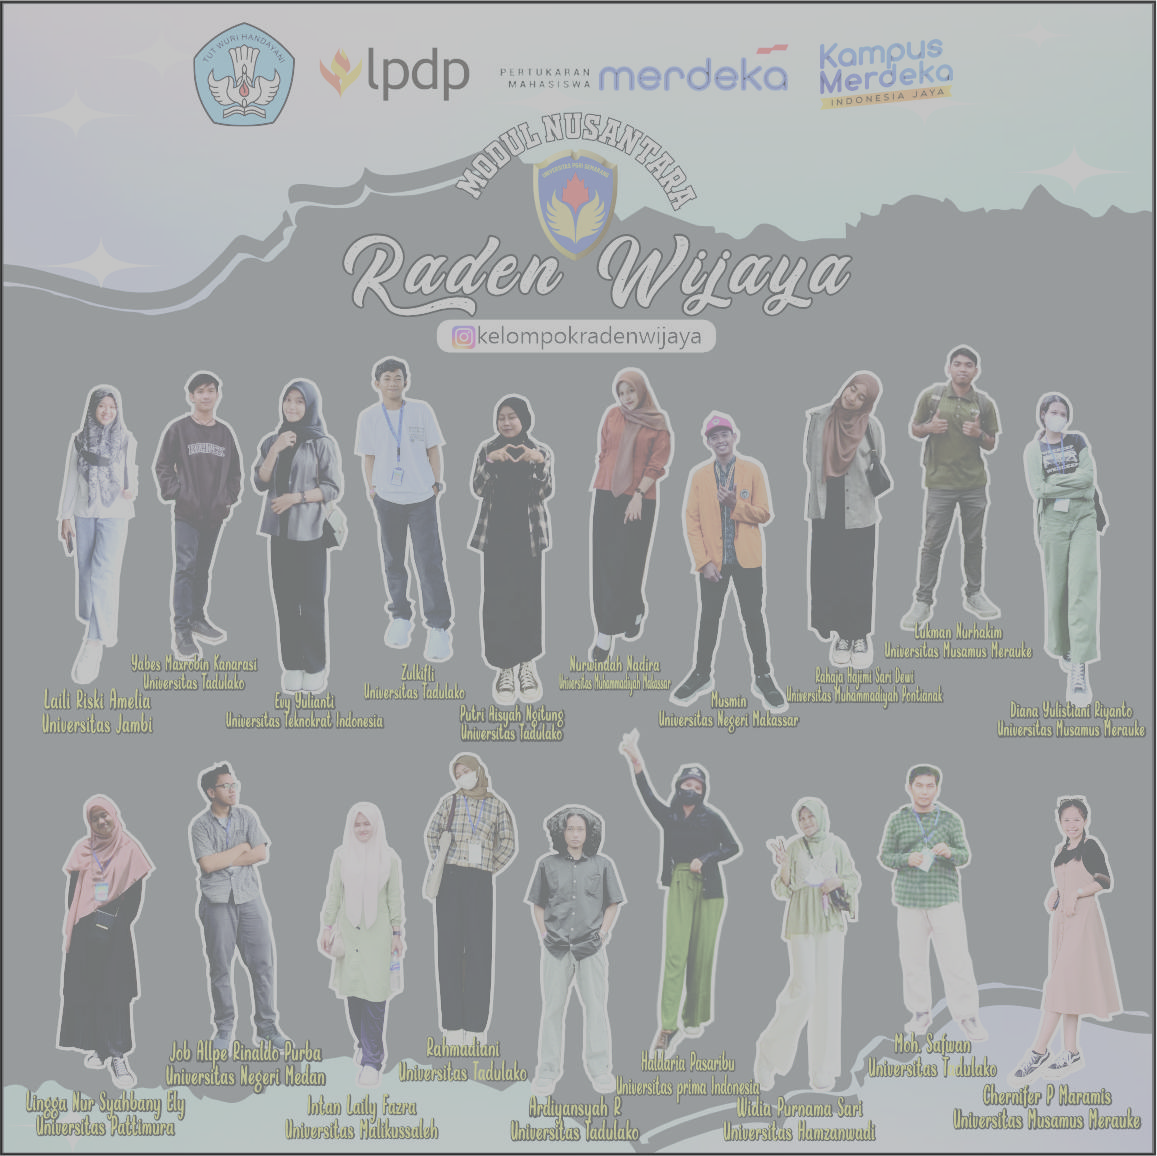 TUT WURI HANDAYANI
lpdp
PERTUKARAN
MAHASISWA
merdeka
Kampus
Merdeka
INDONESIA JAYA
MODUL NUSANTARA
UNIVERSITAS PGRI SEMARANG
Raden Wijaya
@kelompokradenwijaya
Laili Riski Amelia
Universitas Jambi
Yabes Maxrobin Kanarasi
Universitas Tadulako
Evy Yulianti
Universitas Teknokrat Indonesia
Zulkifli
Universitas Tadulako
Putri Aisyah Ngitung
Universitas Tadulako
Nurwindah Nadira
Universitas Muhammadiyah Makassar
Musmin
Universitas Negeri Makassar
Rahaja Hajimi Sari Dewi
Universitas Muhammadiyah Pontianak
Lukman Nurhakim
Universitas Musamus Merauke
Diana Yulistiani Riyanto
Universitas Musamus Merauke
Lingga Nur Syahbany Ely
Universitas Pattimura
Job Allpe Rinaldo Purba
Universitas Negeri Medan
Intan Laily Fazra
Universitas Malikussaleh
Rahmadiani
Universitas Tadulako
Ardiyansyah R
Universitas Tadulako
Haldaria Pasaribu
Universitas prima Indonesia
Widia Purnama Sari
Universitas Hamzanwadi
Moh. Safwan
Universitas T dulako
Chernifer P Maramis
Universitas Musamus Merauke